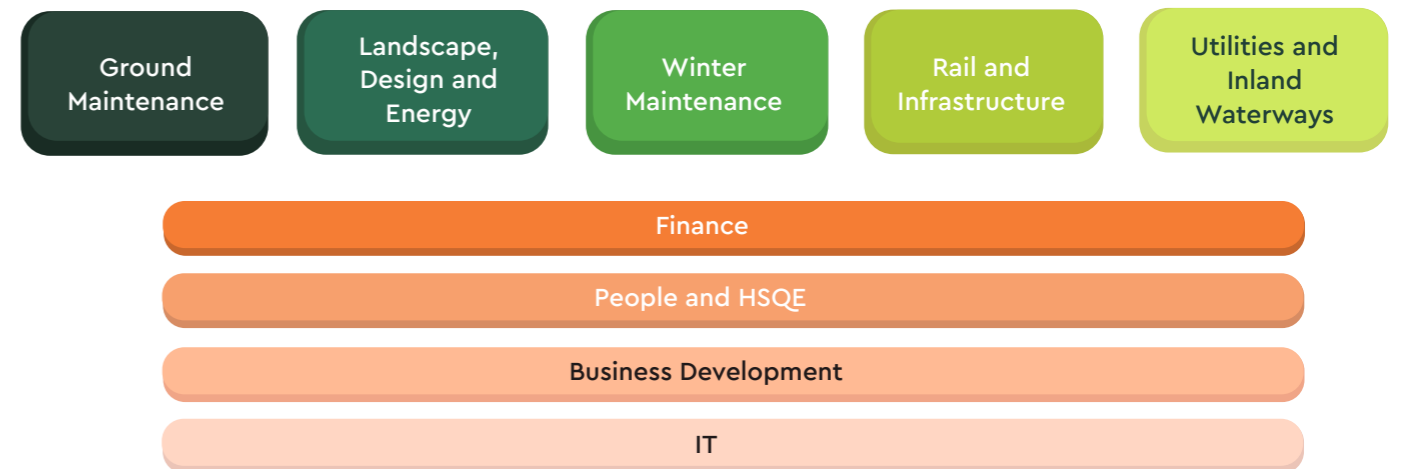 Ground
Maintenance
Landscape,
Design and
Energy
Winter
Maintenance
Rail and
Infrastructure
Utilities and
Inland
Waterways
Finance
People and HSQE
Business Development
IT